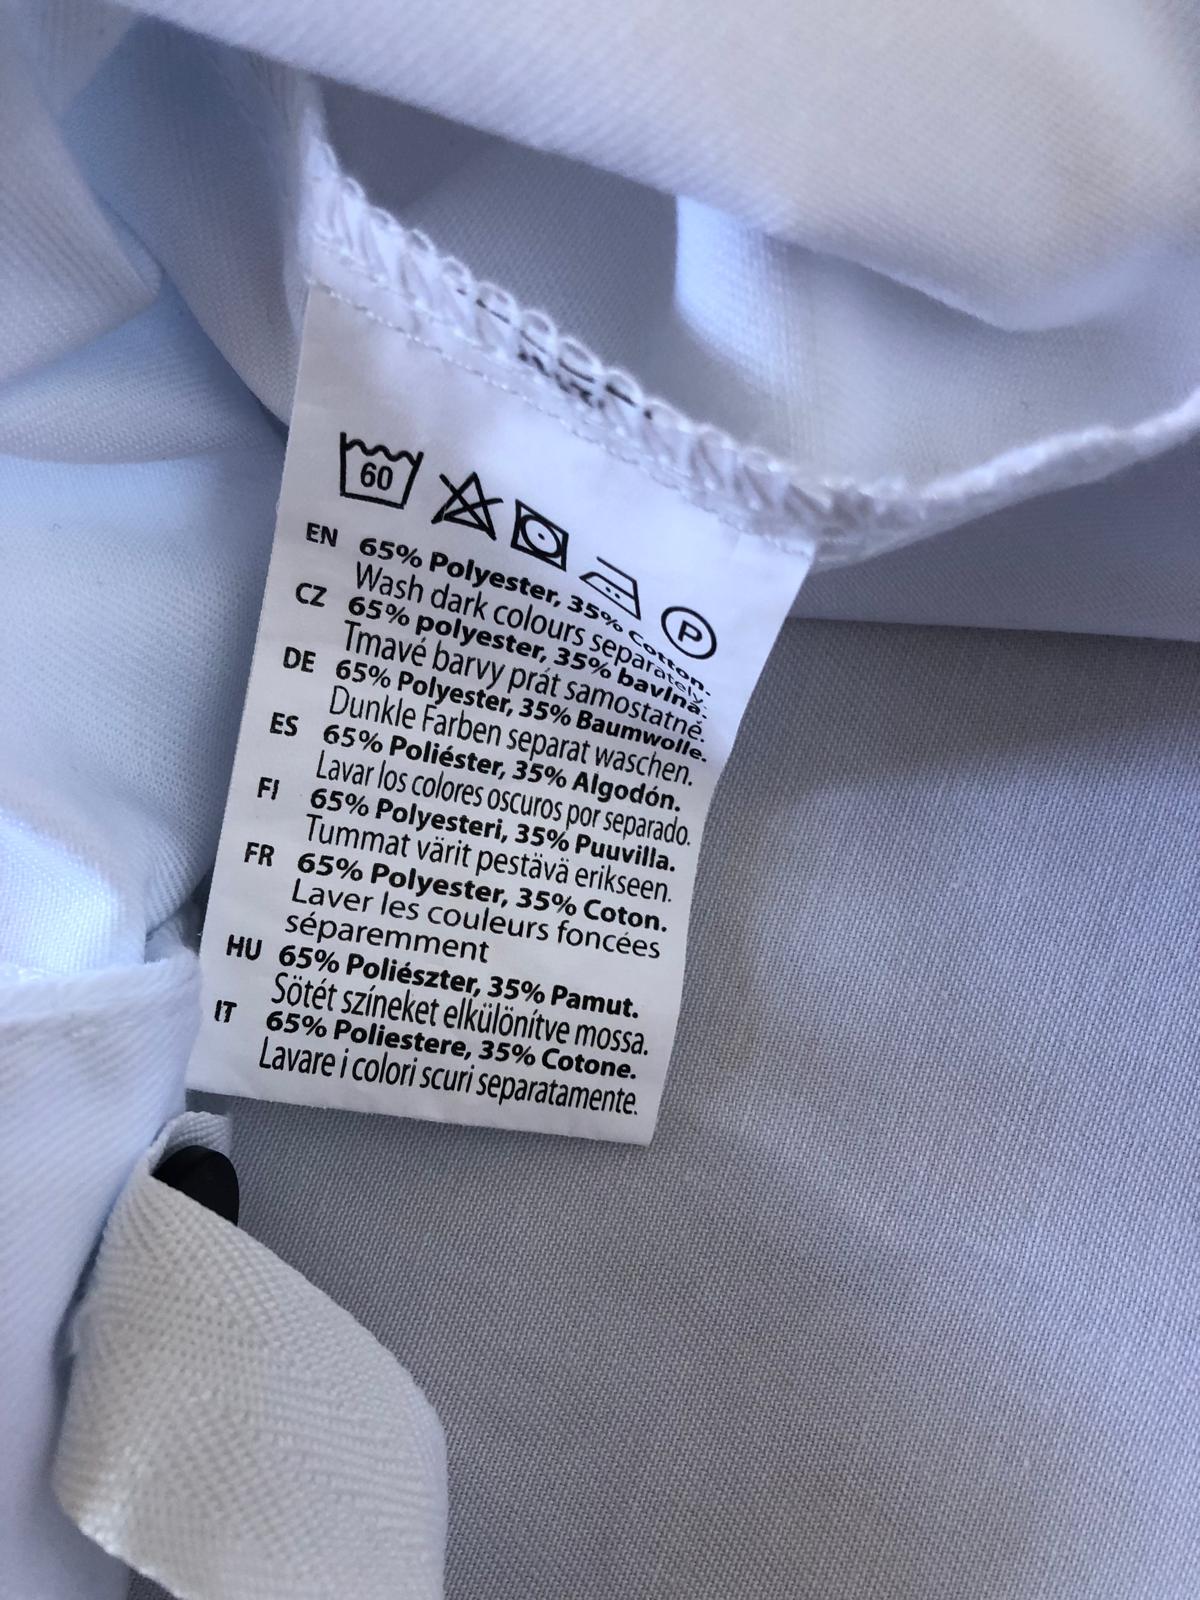 60
P
EN 65% Polyester, 35% Cotton.
Wash dark colours separately.
CZ 65% polyester, 35% bavlna.
Tmavé barvy prát samostatně.
DE 65% Polyester, 35% Baumwolle.
Dunkle Farben separat waschen.
ES 65% Poliéster, 35% Algodón.
Lavar los colores oscuros por separado.
FI 65% Polyesteri, 35% Puuvilla.
Tummat värit pestävä erikseen.
FR 65% Polyester, 35% Coton.
Laver les couleurs foncées
séparemment
HU 65% Poliészter, 35% Pamut.
Sötét színeket elkülönítve mossa.
IT 65% Poliestere, 35% Cotone.
Lavare i colori scuri separatamente.